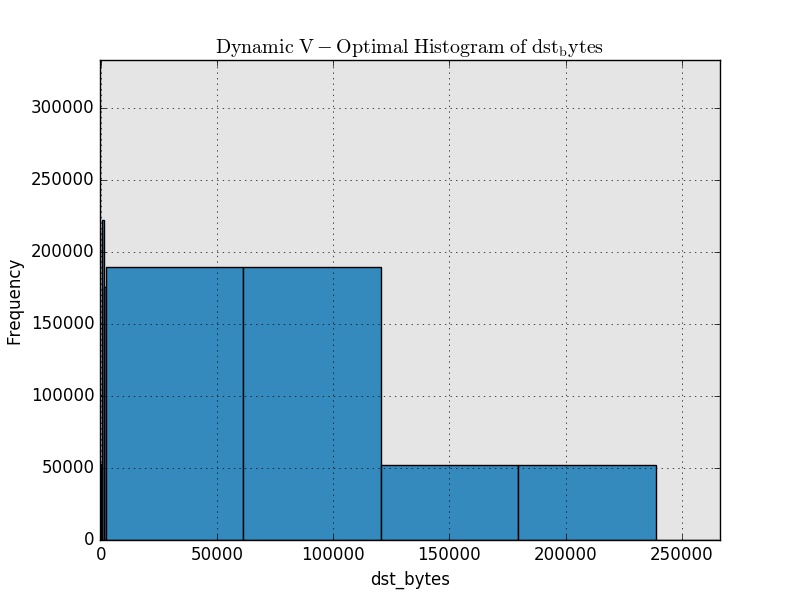 Dynamic V − Optimal Histogram of dst_bytes
300000
250000
200000
150000
100000
50000
0
Frequency
0 50000 100000 150000 200000 250000
dst_bytes